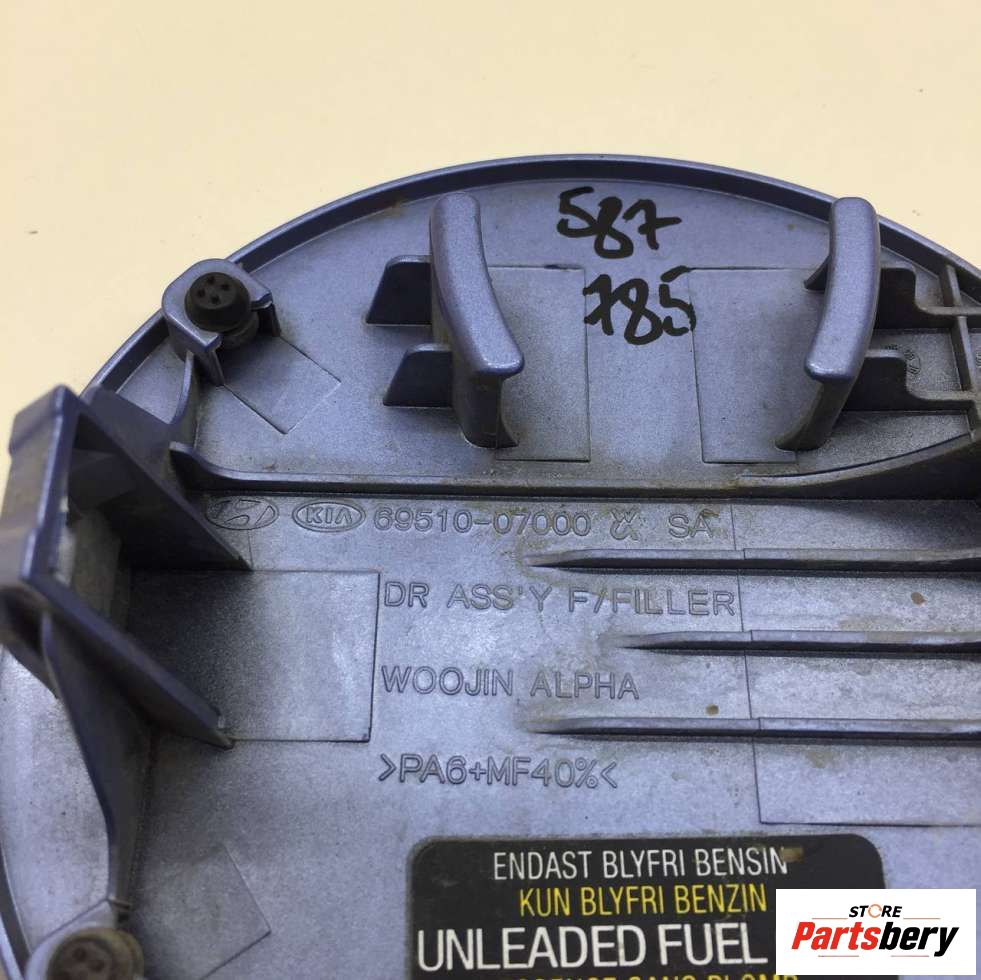 587
785
KIA 69510-07000 SA
DR ASS'Y F/FILLER
WOOJIN ALPHA
>PA6+MF40%<
ENDAST BLYFRI BENSIN
KUN BLYFRI BENZIN
UNLEADED FUEL
STORE
Partsbery